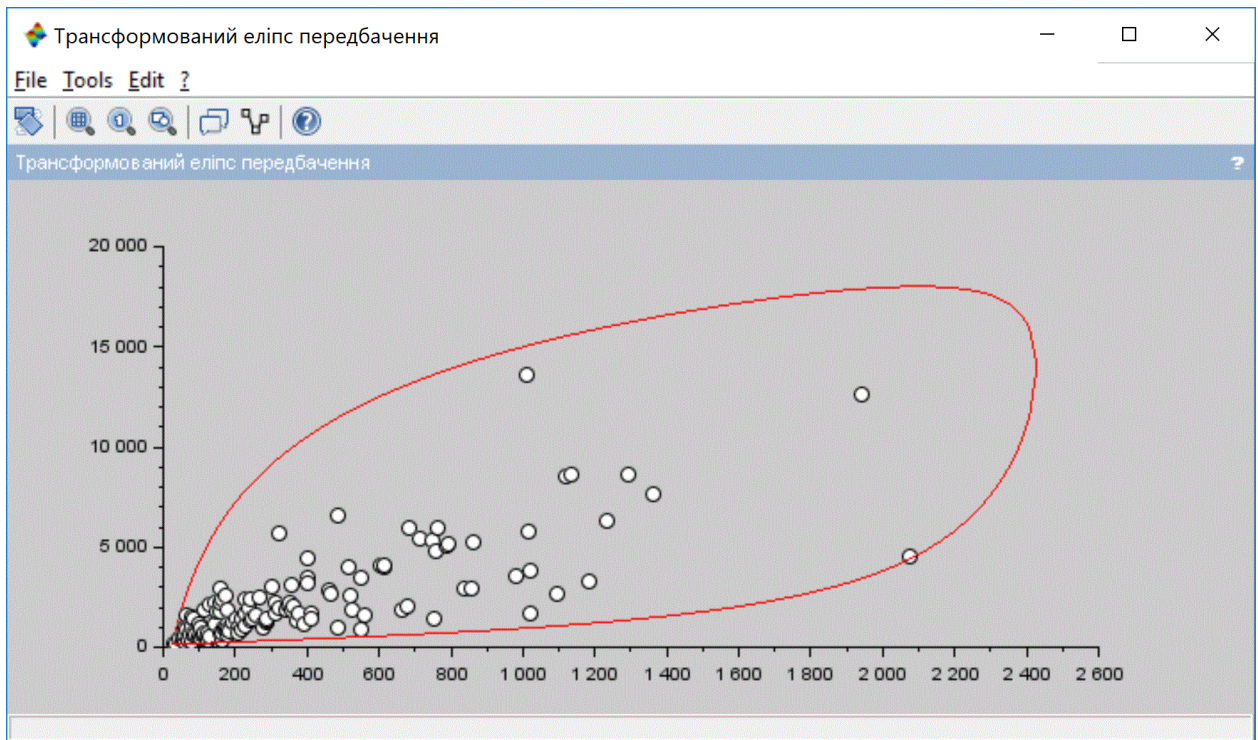 Трансформований еліпс передбачення
File Tools Edit ?
Трансформований еліпс передбачення ?
20 000
15 000
10 000
5 000
0
0 200 400 600 800 1 000 1 200 1 400 1 600 1 800 2 000 2 200 2 400 2 600